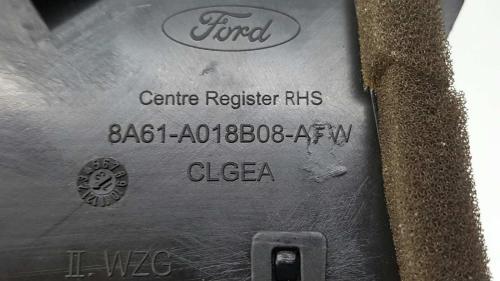 Ford
Centre Register RHS
8A61-A018B08-AFW
CLGEA
II. WZG